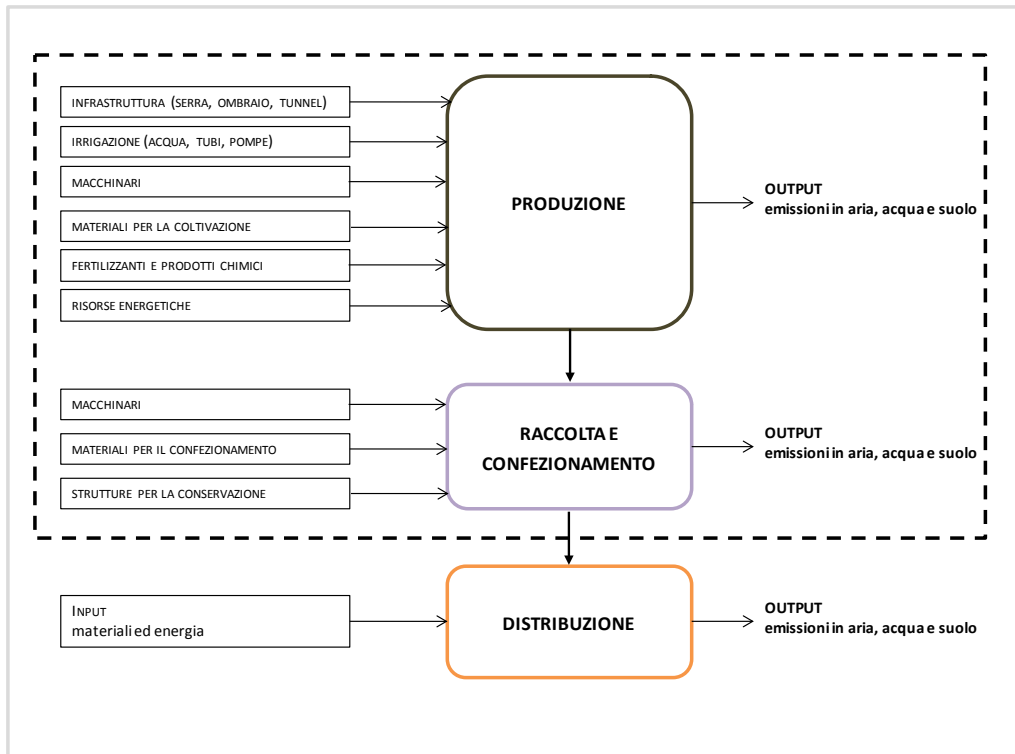 INFRASTRUTTURA (SERRA, OMBRAIO, TUNNEL)
IRRIGAZIONE (ACQUA, TUBI, POMPE)
MACCHINARI
MATERIALI PER LA COLTIVAZIONE
FERTILIZZANTI E PRODOTTI CHIMICI
RISORSE ENERGETICHE
PRODUZIONE
OUTPUT
emissioni in aria, acqua e suolo
MACCHINARI
MATERIALI PER IL CONFEZIONAMENTO
STRUTTURE PER LA CONSERVAZIONE
RACCOLTA E
CONFEZIONAMENTO
OUTPUT
emissioni in aria, acqua e suolo
INPUT
materiali ed energia
DISTRIBUZIONE
OUTPUT
emissioni in aria, acqua e suolo